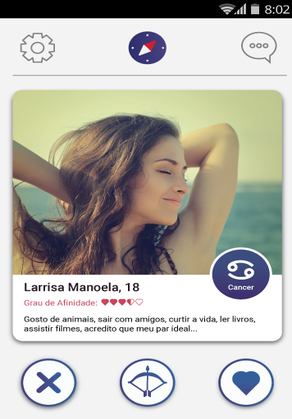 8:02
Cancer
Larrisa Manoela, 18
Grau de Afinidade:
Gosto de animais, sair com amigos, curtir a vida, ler livros,
assistir filmes, acredito que meu par ideal...